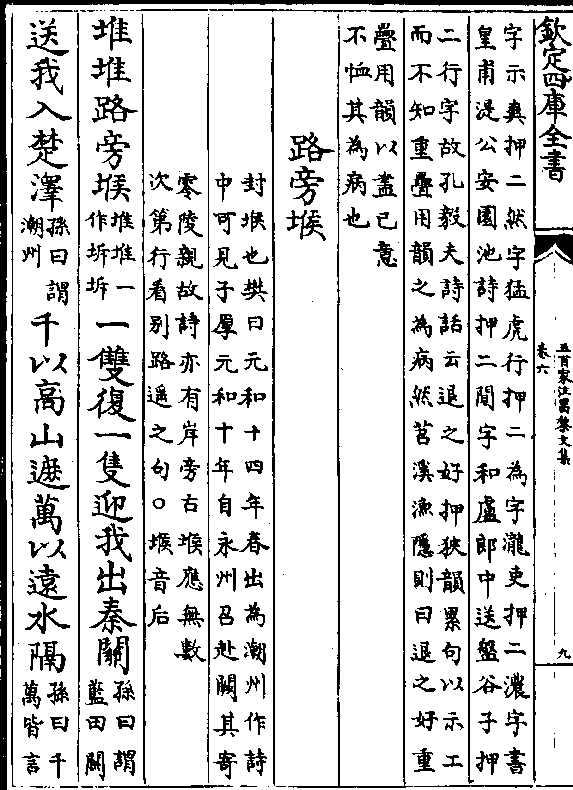 欽定四庫全書
五百家注昌黎文集
卷六
九
字示爽押二然字猛虎行押二為字瀧吏押二濃字書
皇甫湜公安園池詩押二閒字和盧郎中送盤谷子押
二行字故孔毅夫詩話云退之好押狹韻累句以示工
而不知重疊用韻之為病然苕溪漁隱則曰退之好重
疊用韻以盡已意
不恤其為病也
路旁堠
封堠也樊曰元和十四年春出為潮州作詩
中可見子厚元和十年自永州召赴闕其寄
零陵親故詩亦有岸旁右堠應無數
次第行看別路遥之句○堠音后
堆堆路旁堠堆堆一作坼坼一雙復一隻迎我出秦關孫曰謂藍田關
送我入楚澤孫曰謂潮州千以高山遮萬以遠水隔孫曰千萬皆言